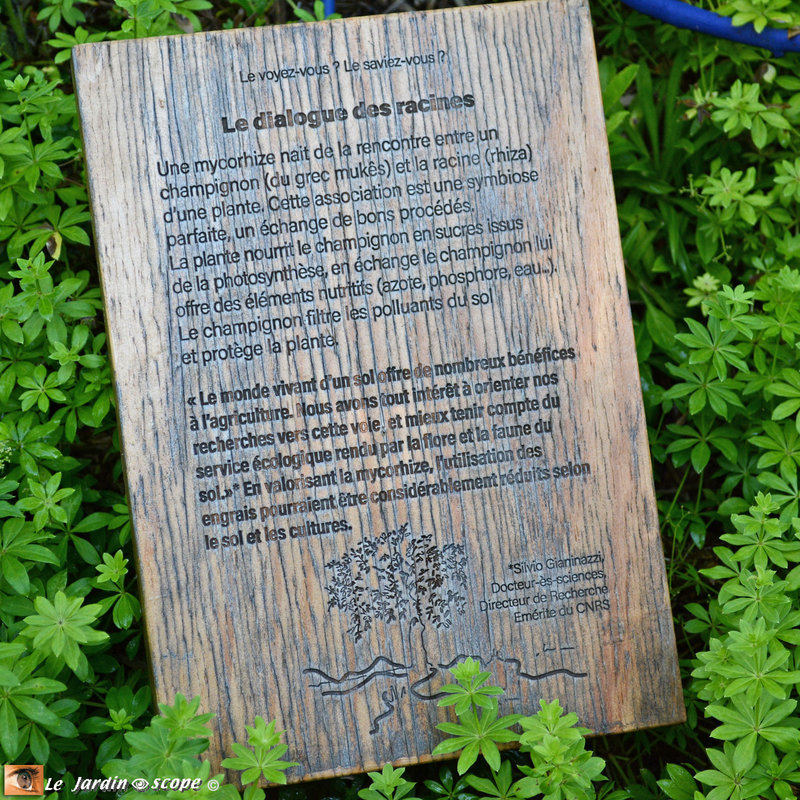 Le voyez-vous ? Le saviez-vous ?
Le dialogue des racines
Une mycorhize naît de la rencontre entre un
champignon (du grec mukês) et la racine (rhiza)
d'une plante. Cette association est une symbiose
parfaite, un échange de bons procédés.
La plante nourrit le champignon en sucres issus
de la photosynthèse, en échange le champignon lui
offre des éléments nutritifs (azote, phosphore, eau...).
Le champignon filtre les polluants du sol
et protège la plante.
« Le monde vivant d'un sol offre de nombreux bénéfices
à l'agriculture. Nous avons tout intérêt à orienter nos
recherches vers cette voie, et mieux tenir compte du
service écologique rendu par la flore et la faune du
sol.»* En valorisant la mycorhize, l'utilisation des
engrais pourraient être considérablement réduits selon
le sol et les cultures.
*Silvio Gianinazzi,
Docteur-ès-sciences,
Directeur de Recherche
Emérite du CNRS
Le Jardin scope ©